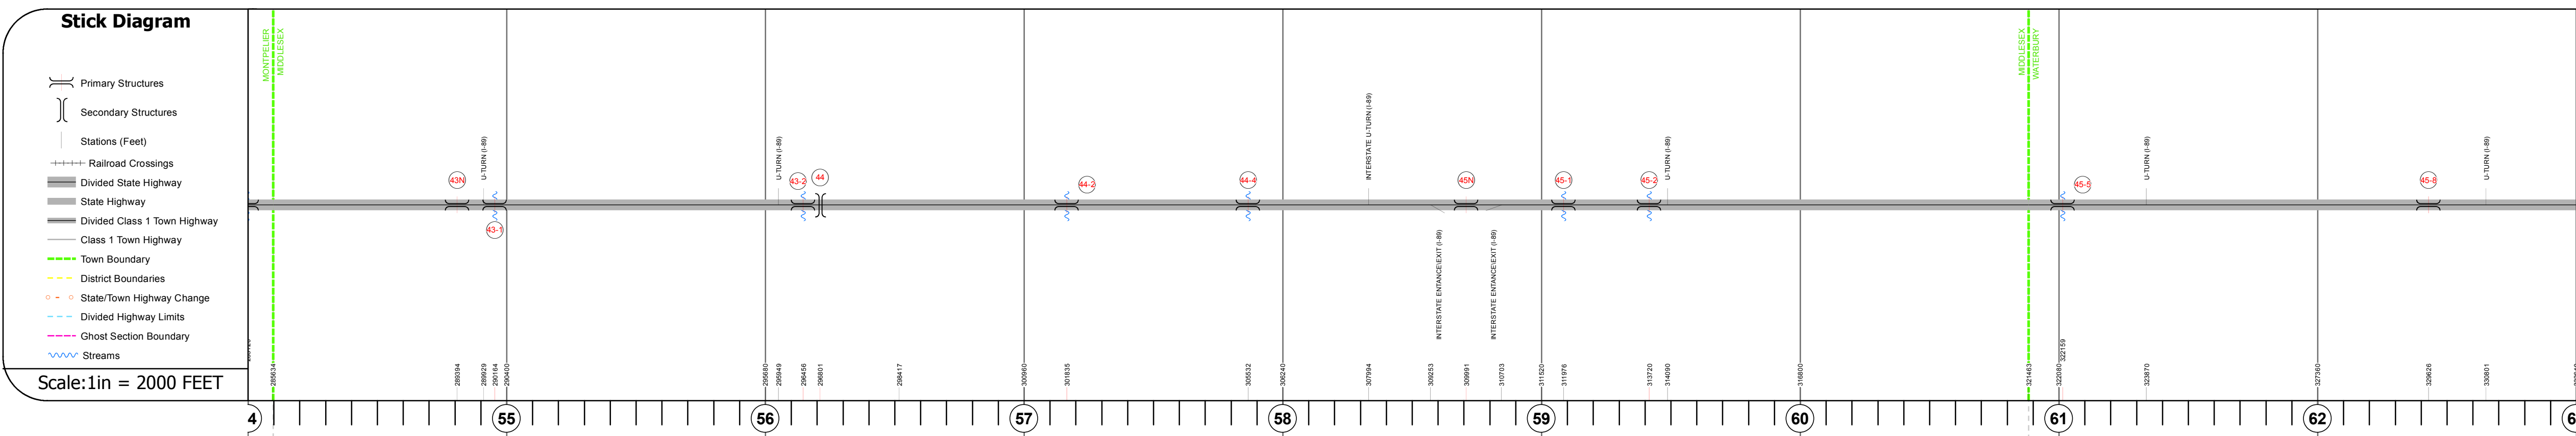 Stick Diagram
Primary Structures
Secondary Structures
Stations (Feet)
Railroad Crossings
Divided State Highway
State Highway
Divided Class 1 Town Highway
Class 1 Town Highway
Town Boundary
District Boundaries
State/Town Highway Change
Divided Highway Limits
Ghost Section Boundary
Streams
Scale:1in = 2000 FEET
MONTPELIER
MIDDLESEX
MIDDLESEX
WATERBURY
43N
U-TURN (I-89)
43-1
U-TURN (I-89)
43-2
44
44-2
44-4
INTERSTATE U-TURN (I-89)
INTERSTATE ENTANCE\EXIT (I-89)
45N
INTERSTATE ENTANCE\EXIT (I-89)
45-1
45-2
U-TURN (I-89)
45-5
U-TURN (I-89)
45-8
U-TURN (I-89)
285634
289394
289929
290164
290400
295680
295949
296456
296801
298417
300960
301835
305532
306240
307994
309253
309991
310703
311520
311976
313720
314090
316800
321463
322080
322159
323870
327360
329626
330801
4
55
56
57
58
59
60
61
62
6